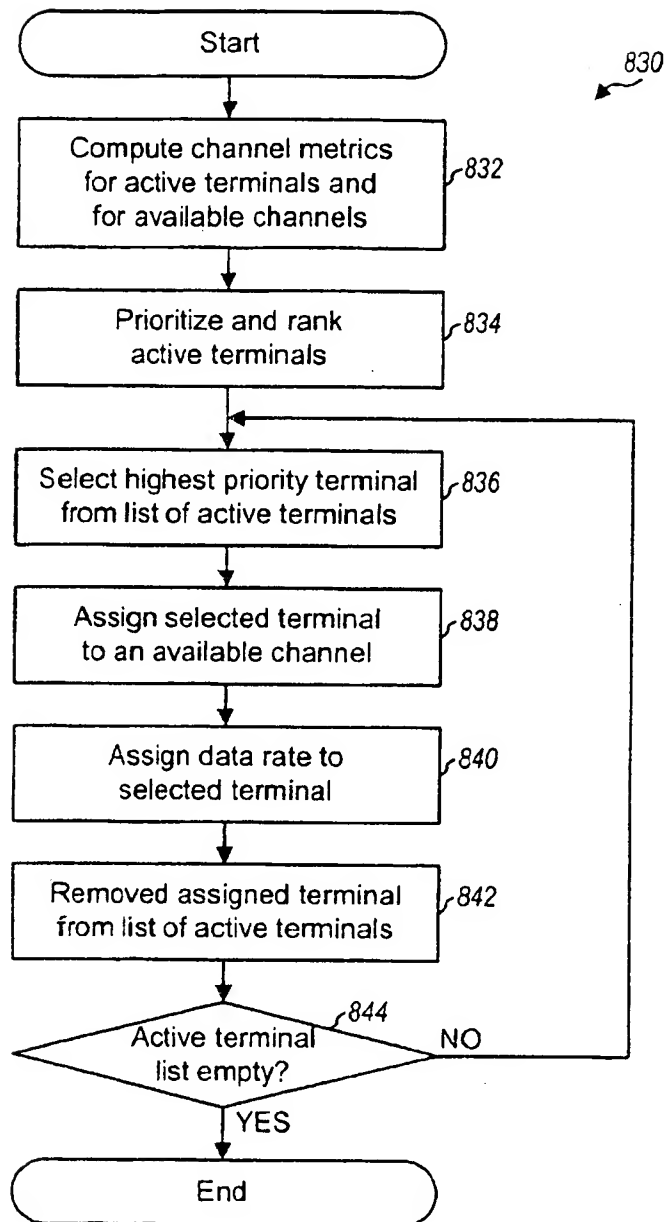 Start
830
Compute channel metrics
for active terminals and
for available channels
832
Prioritize and rank
active terminals
834
Select highest priority terminal
from list of active terminals
836
Assign selected terminal
to an available channel
838
Assign data rate to
selected terminal
840
Removed assigned terminal
from list of active terminals
842
844
Active terminal
list empty?
NO
YES
End